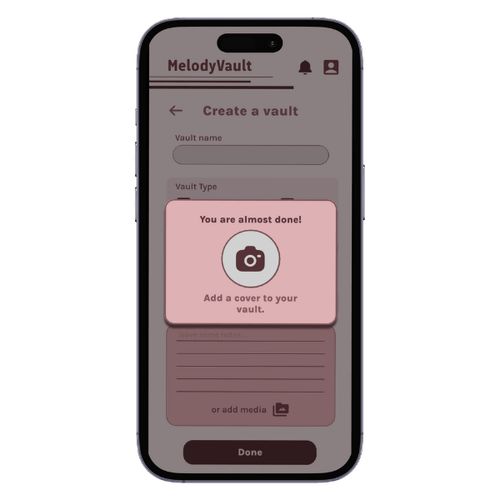 MelodyVault
Create a vault
Vault name
Vault Type
You are almost done!
Add a cover to your
vault.
or add media
Done